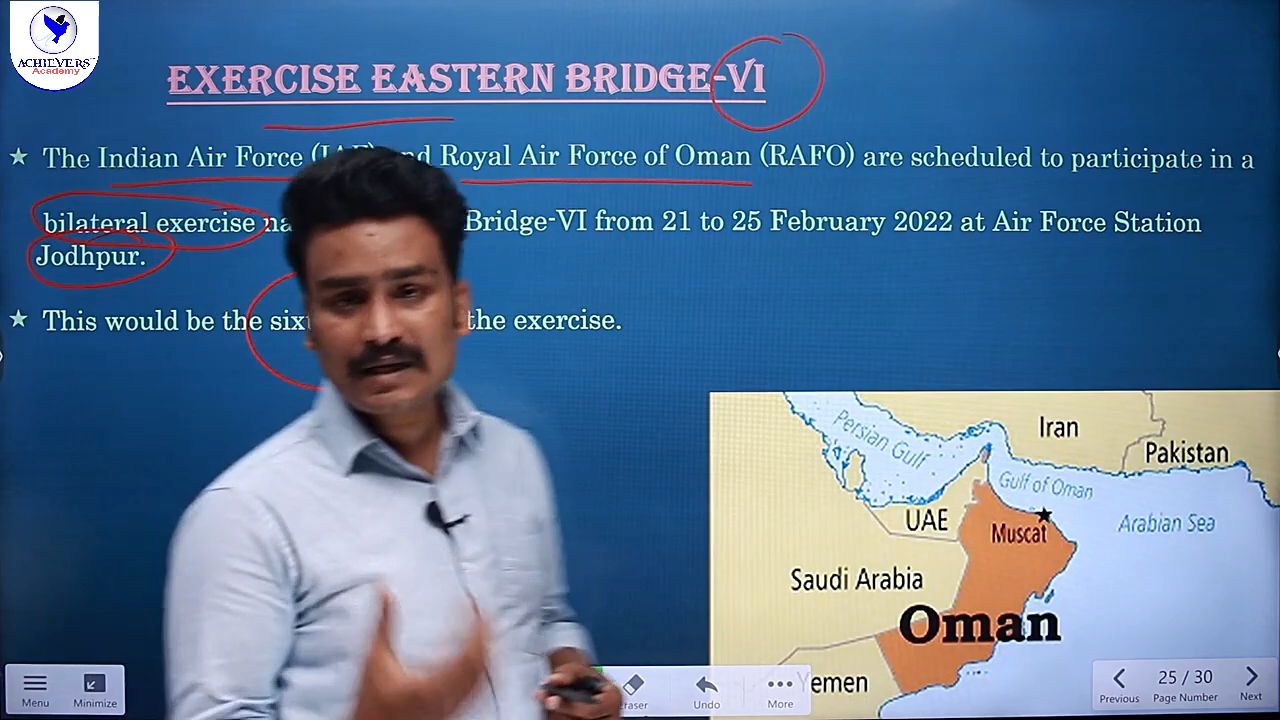 ACHIEVERS
Academy
EXERCISE EASTERN BRIDGE-VI
★ The Indian Air Force (IAF) and Royal Air Force of Oman (RAFO) are scheduled to participate in a
bilateral exercise Bridge-VI from 21 to 25 February 2022 at Air Force Station
Jodhpur.
★ This would be the the exercise.
Persian Gulf
Iran
Pakistan
Gulf of Oman
UAE
Muscat
Arabian Sea
Saudi Arabia
Oman
Yemen
Menu
Minimize
Undo
More
Previous
25 / 30
Page Number
Next